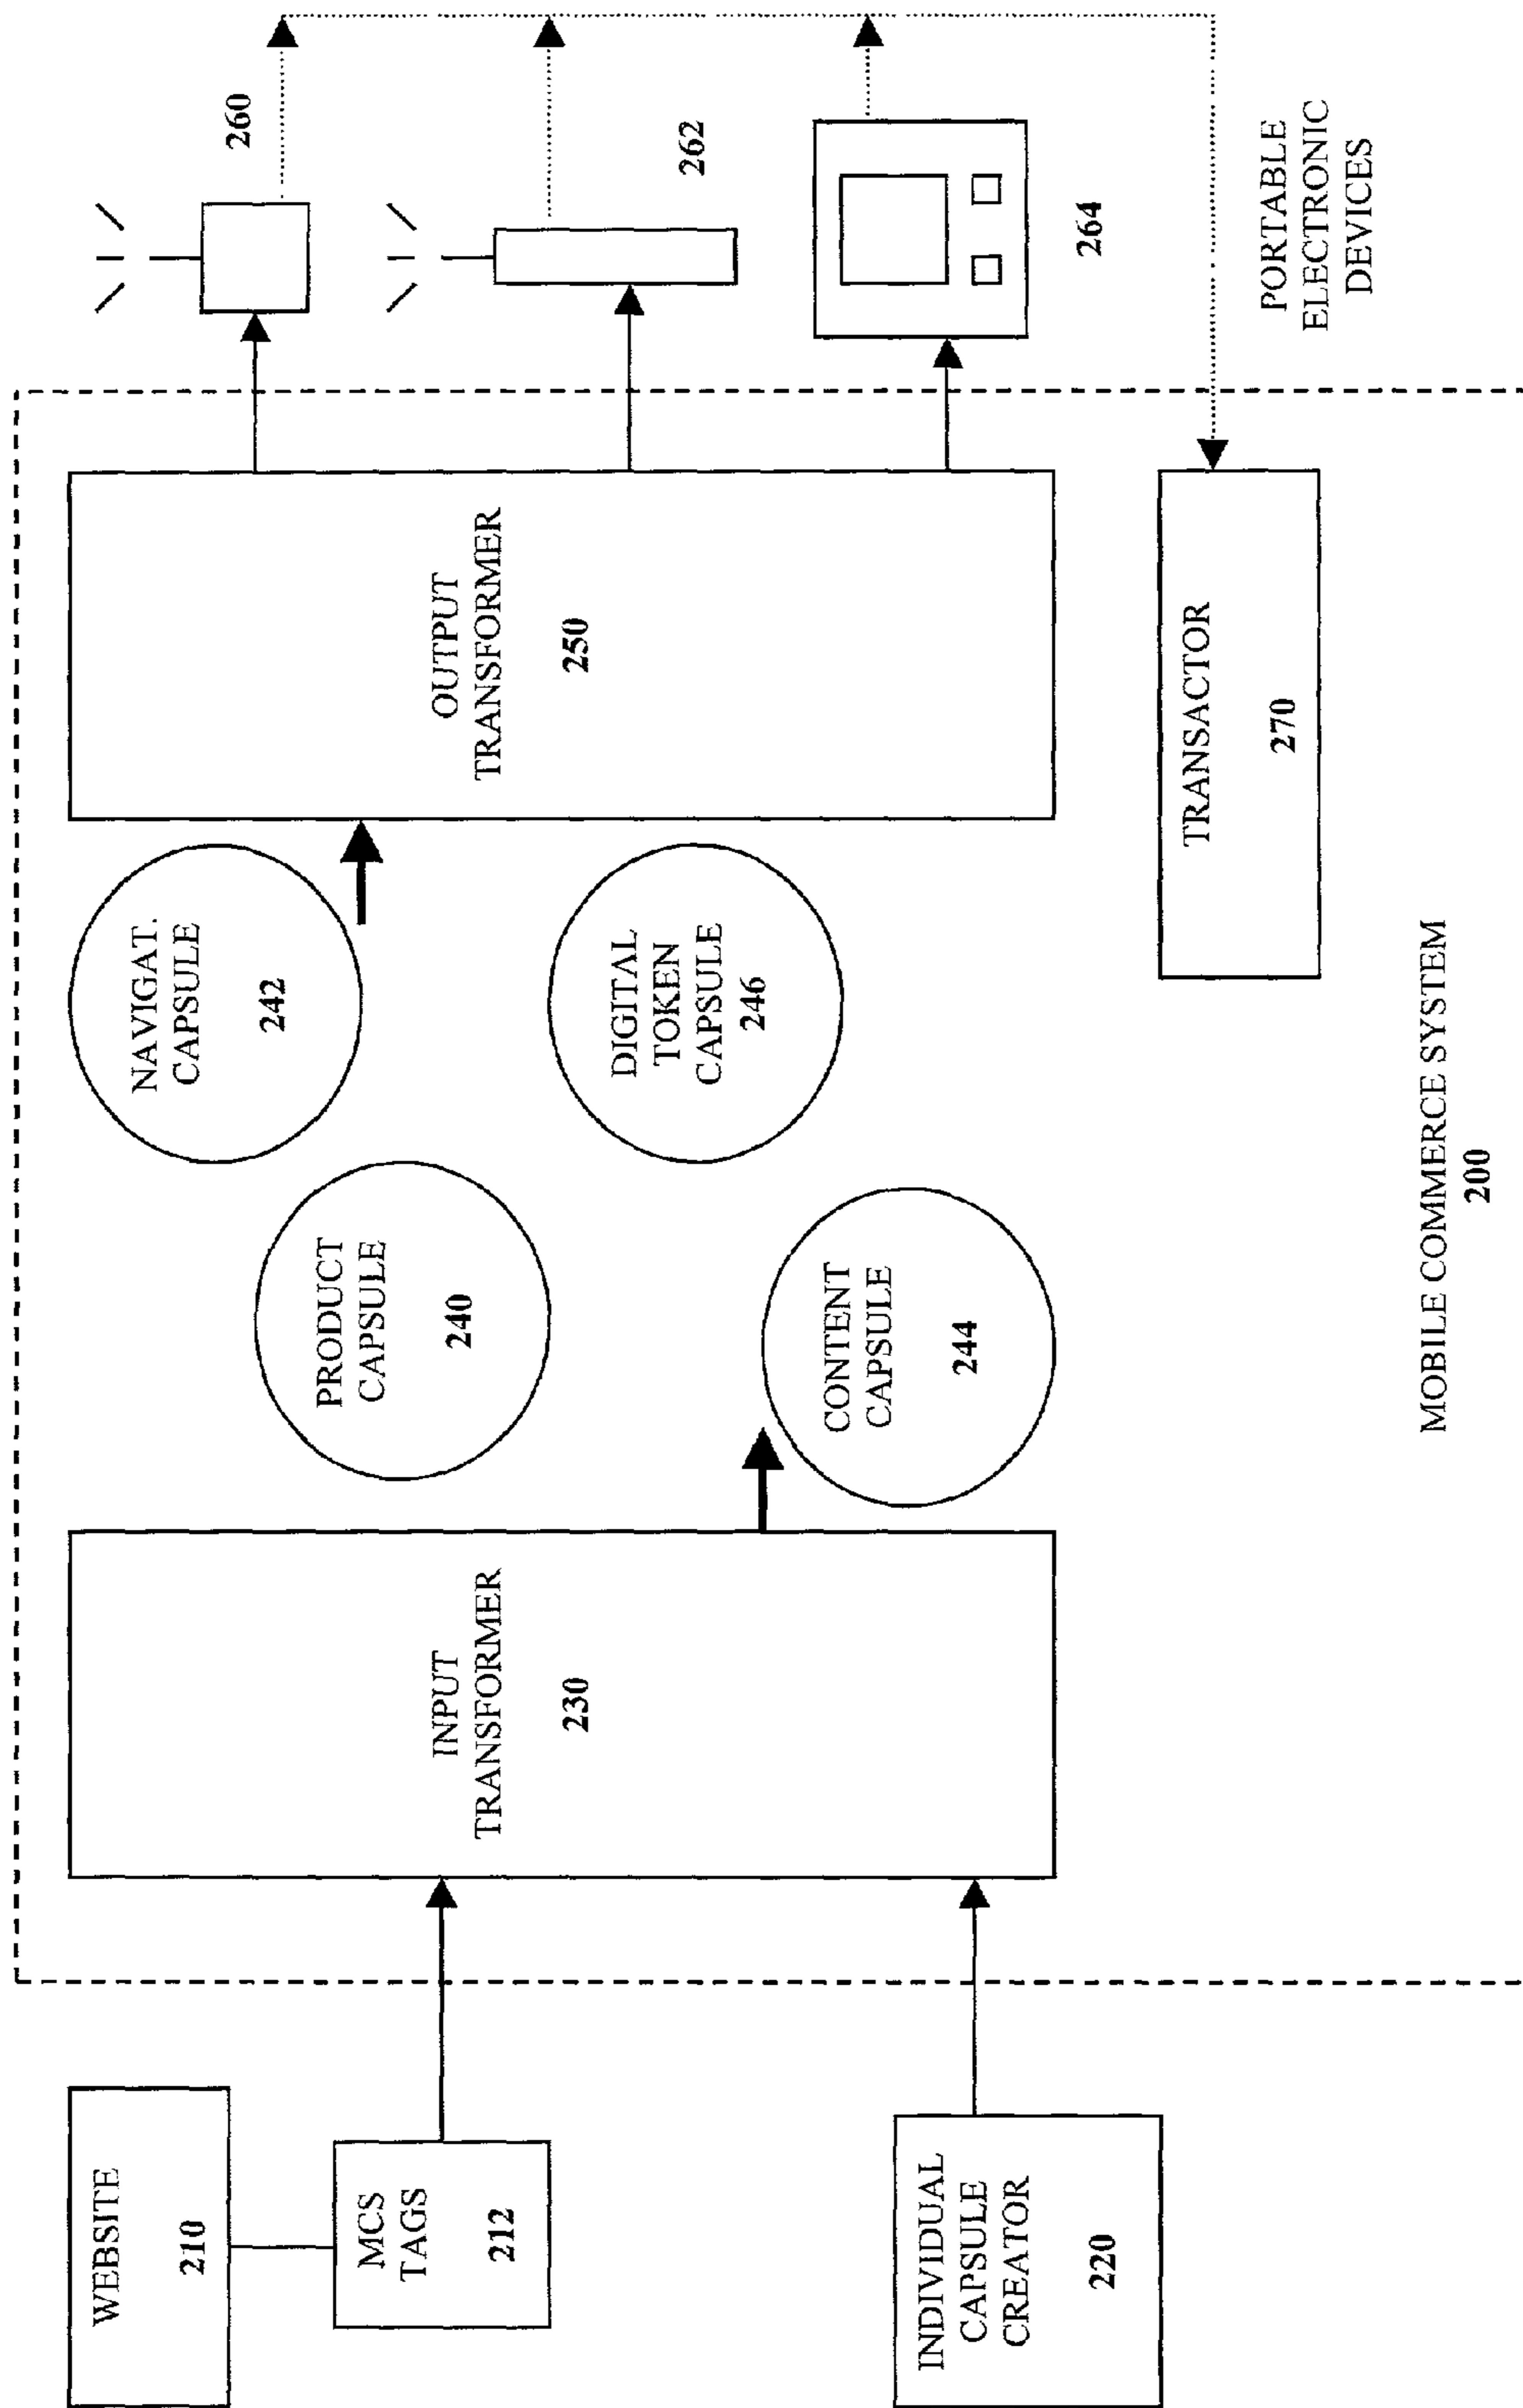 WEBSITE
210
MCS
TAGS
212
INDIVIDUAL
CAPSULE
CREATOR
220
INPUT
TRANSFORMER
230
PRODUCT
CAPSULE
240
CONTENT
CAPSULE
244
NAVIGAT.
CAPSULE
242
DIGITAL
TOKEN
CAPSULE
246
OUTPUT
TRANSFORMER
250
TRANSACTOR
270
260
262
264
PORTABLE
ELECTRONIC
DEVICES
MOBILE COMMERCE SYSTEM
200